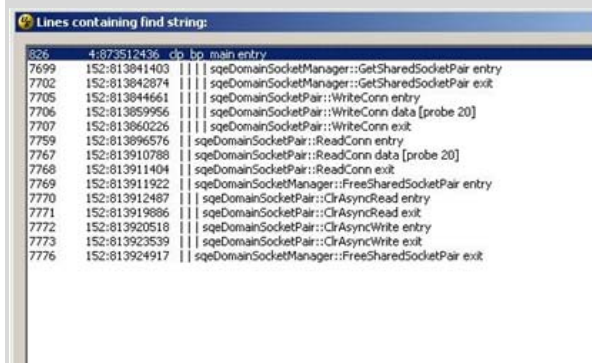 Lines containing find string:
826 4:873512436 clp bp main entry
7699 152:813841403 | | | | sqeDomainSocketManager::GetSharedSocketPair entry
7702 152:813842874 | | | | sqeDomainSocketManager::GetSharedSocketPair exit
7705 152:813844661 | | | | sqeDomainSocketPair::WriteConn entry
7706 152:813859956 | | | | sqeDomainSocketPair::WriteConn data [probe 20]
7707 152:813860226 | | | | sqeDomainSocketPair::WriteConn exit
7759 152:813896576 | | sqeDomainSocketPair::ReadConn entry
7767 152:813910788 | | sqeDomainSocketPair::ReadConn data [probe 20]
7768 152:813911404 | | sqeDomainSocketPair::ReadConn exit
7769 152:813911922 | | sqeDomainSocketManager::FreeSharedSocketPair entry
7770 152:813912487 | | | sqeDomainSocketPair::ClrAsyncRead entry
7771 152:813919886 | | | sqeDomainSocketPair::ClrAsyncRead exit
7772 152:813920518 | | | sqeDomainSocketPair::ClrAsyncWrite entry
7773 152:813923539 | | | sqeDomainSocketPair::ClrAsyncWrite exit
7776 152:813924917 | | sqeDomainSocketManager::FreeSharedSocketPair exit